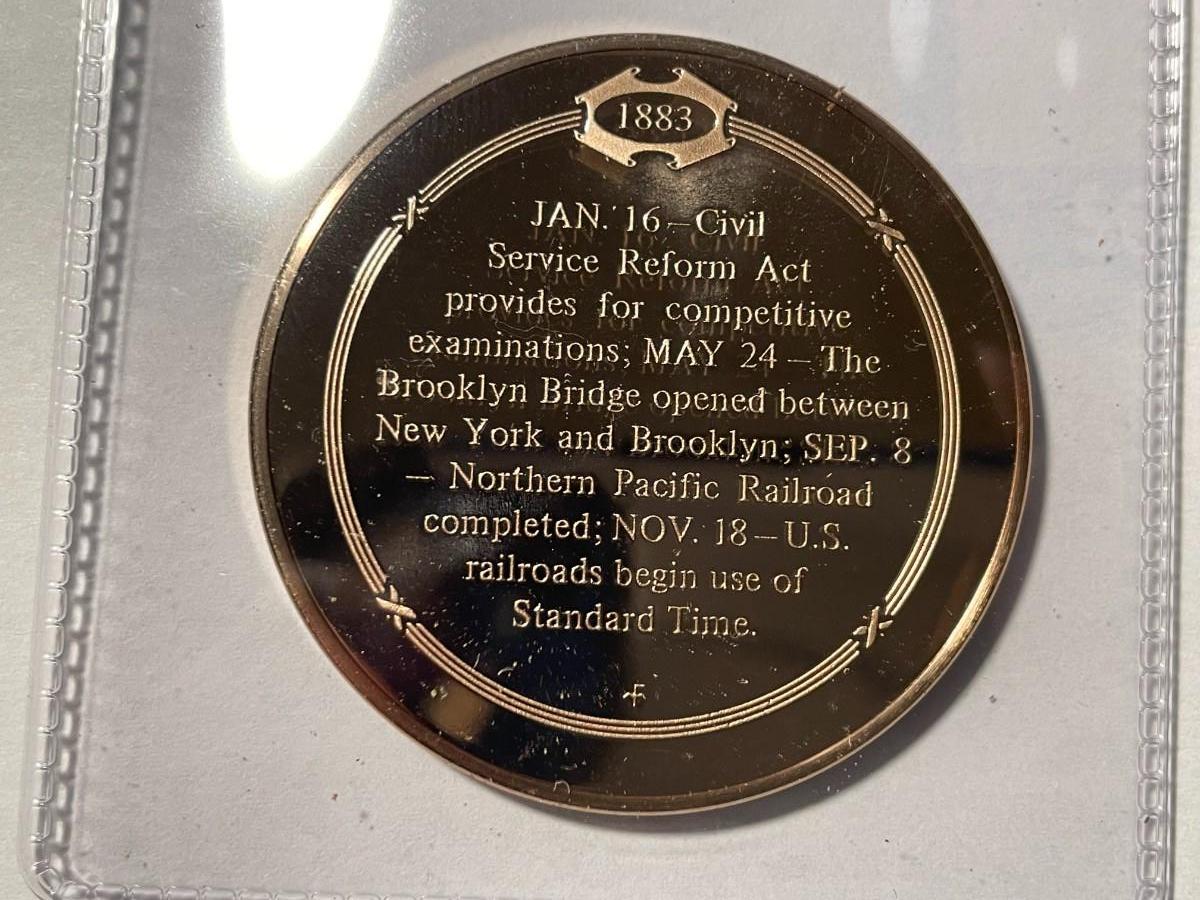 1883
JAN. 16—Civil
Service Reform Act
provides for competitive
examinations; MAY 24—The
Brooklyn Bridge opened between
New York and Brooklyn; SEP. 8
— Northern Pacific Railroad
completed; NOV. 18—U.S.
railroads begin use of
Standard Time.